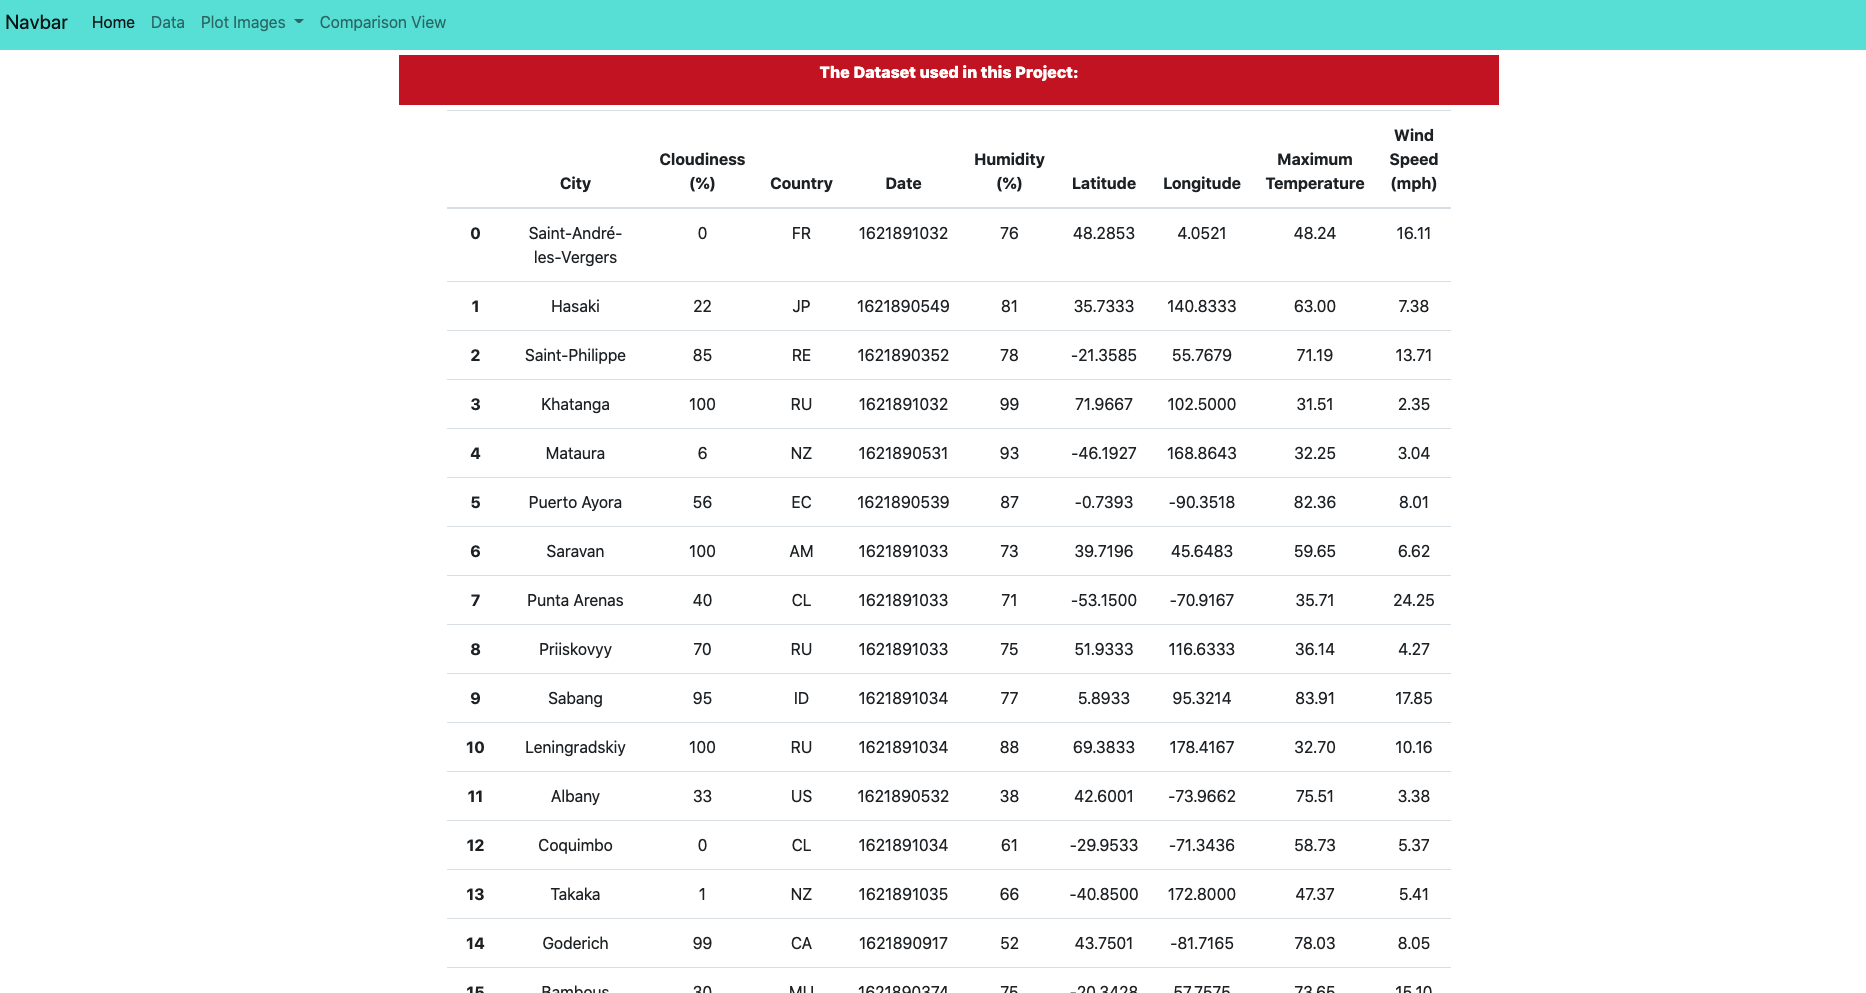 Navbar Home Data Plot Images Comparison View
The Dataset used in this Project:
City Cloudiness (%) Country Date Humidity (%) Latitude Longitude Maximum Temperature Wind Speed (mph)
0 Saint-André-les-Vergers 0 FR 1621891032 76 48.2853 4.0521 48.24 16.11
1 Hasaki 22 JP 1621890549 81 35.7333 140.8333 63.00 7.38
2 Saint-Philippe 85 RE 1621890352 78 -21.3585 55.7679 71.19 13.71
3 Khatanga 100 RU 1621891032 99 71.9667 102.5000 31.51 2.35
4 Mataura 6 NZ 1621890531 93 -46.1927 168.8643 32.25 3.04
5 Puerto Ayora 56 EC 1621890539 87 -0.7393 -90.3518 82.36 8.01
6 Saravan 100 AM 1621891033 73 39.7196 45.6483 59.65 6.62
7 Punta Arenas 40 CL 1621891033 71 -53.1500 -70.9167 35.71 24.25
8 Priiskovyy 70 RU 1621891033 75 51.9333 116.6333 36.14 4.27
9 Sabang 95 ID 1621891034 77 5.8933 95.3214 83.91 17.85
10 Leningradskiy 100 RU 1621891034 88 69.3833 178.4167 32.70 10.16
11 Albany 33 US 1621890532 38 42.6001 -73.9662 75.51 3.38
12 Coquimbo 0 CL 1621891034 61 -29.9533 -71.3436 58.73 5.37
13 Takaka 1 NZ 1621891035 66 -40.8500 172.8000 47.37 5.41
14 Goderich 99 CA 1621890917 52 43.7501 -81.7165 78.03 8.05
15 Bambous 30 MU 1621890374 75 -20.3428 57.7575 73.65 15.10